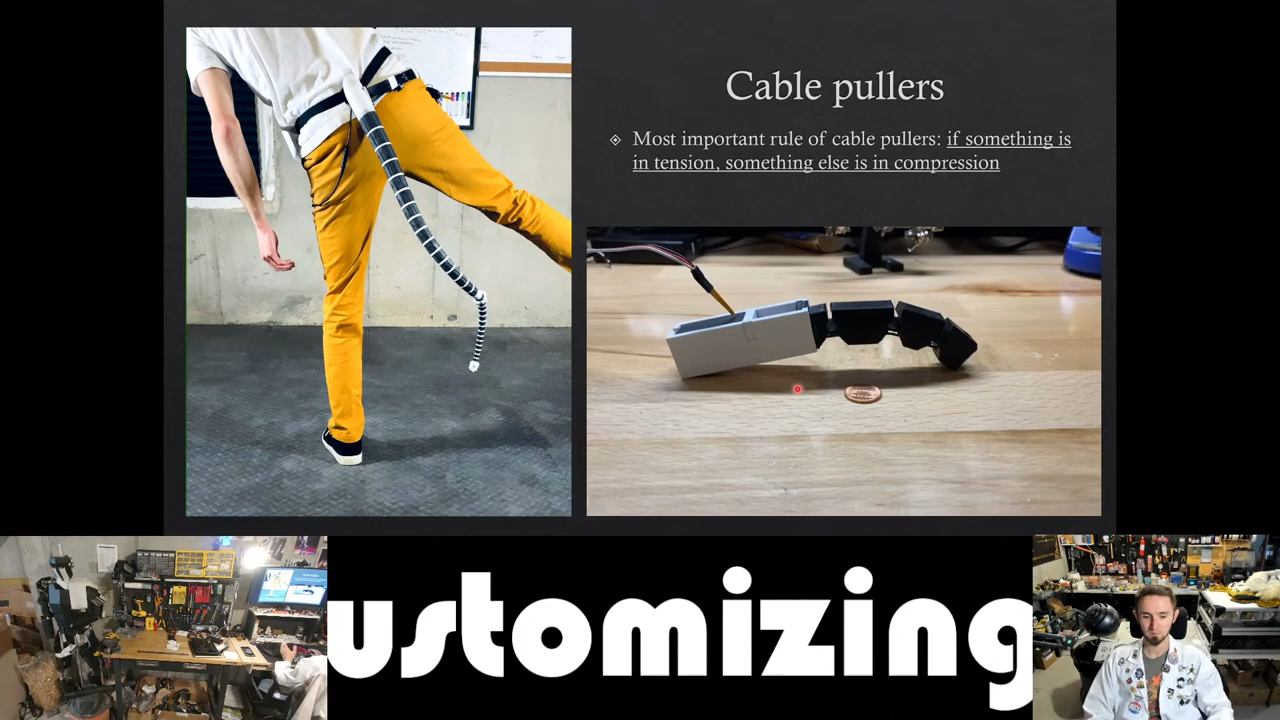 Cable pullers
Most important rule of cable pullers: if something is
in tension, something else is in compression
ustomizing